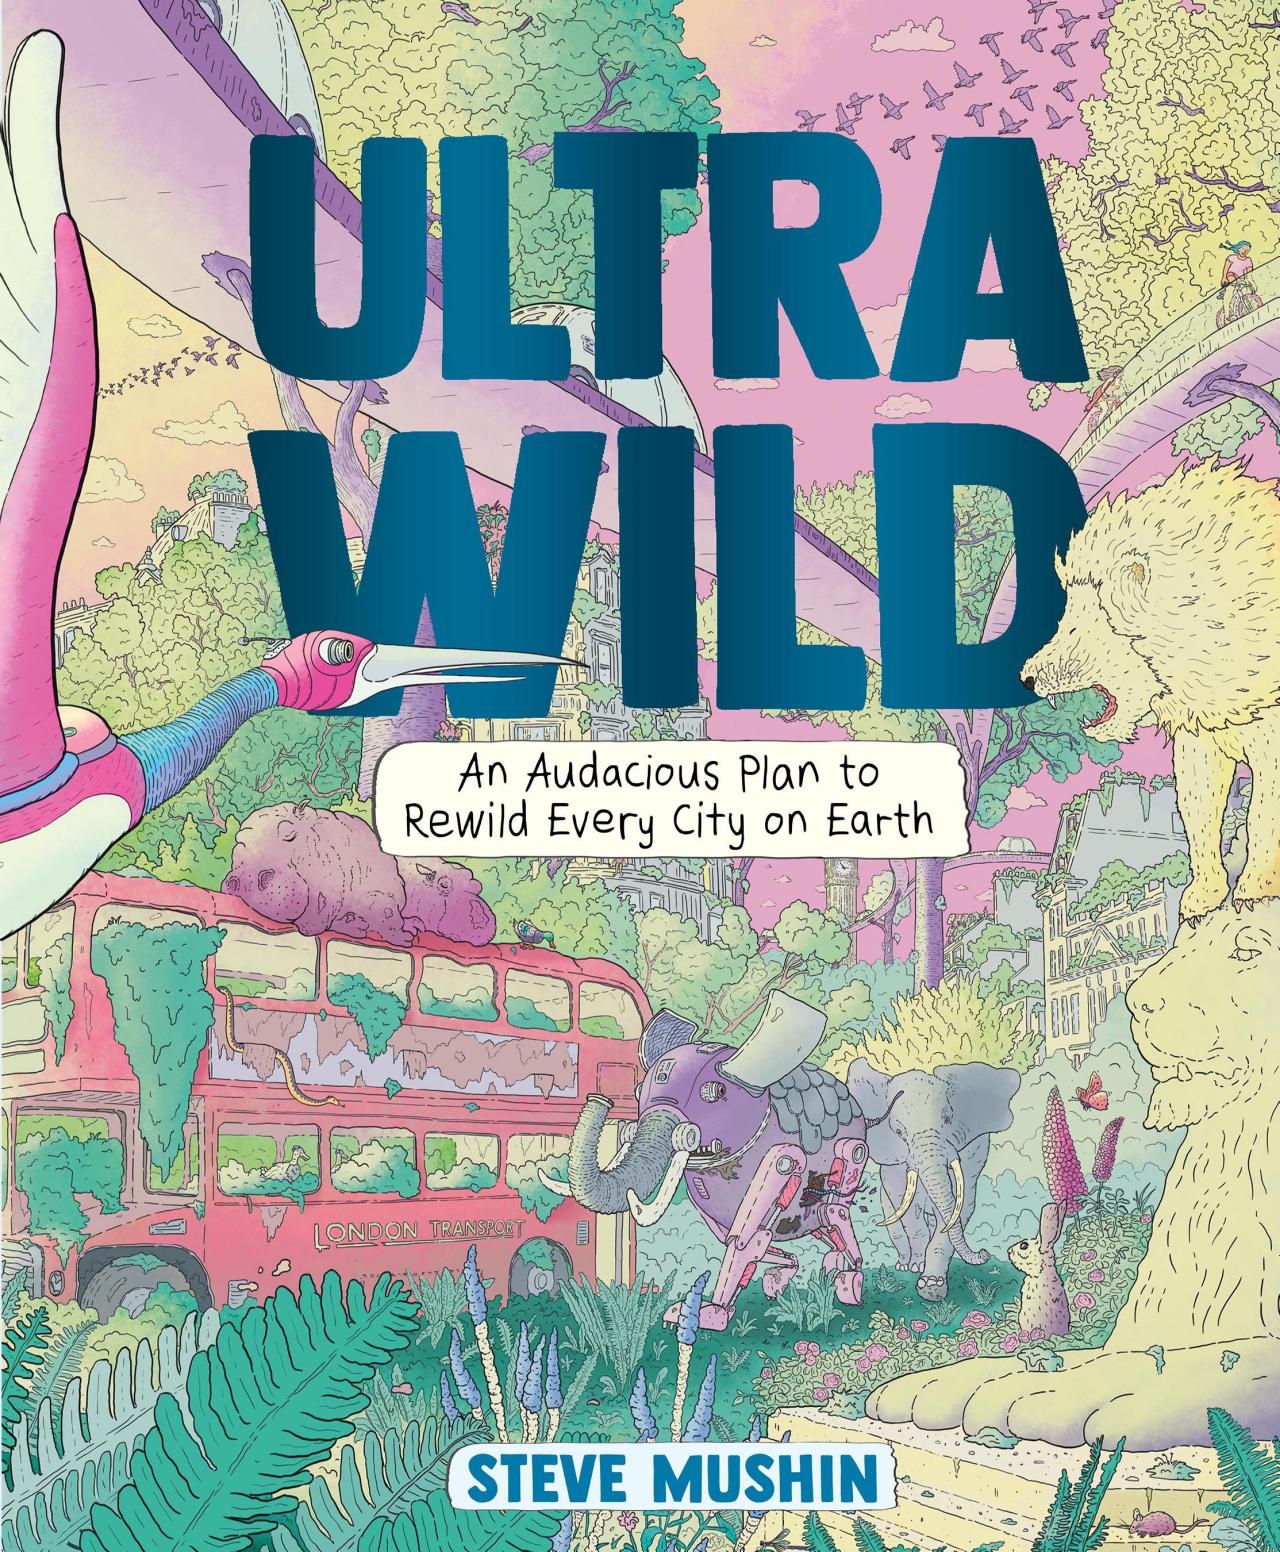 ULTRA
WILD
An Audacious Plan to
Rewild Every City on Earth
LONDON TRANSPORT
STEVE MUSHIN